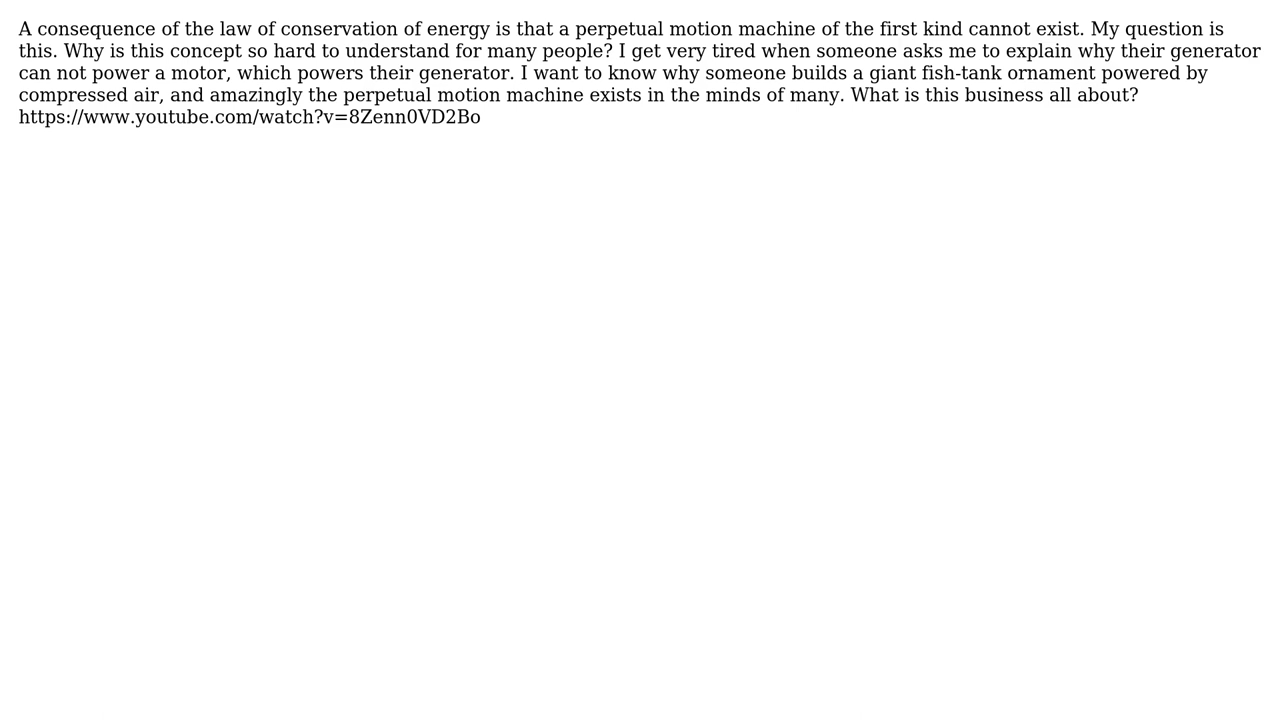 A consequence of the law of conservation of energy is that a perpetual motion machine of the first kind cannot exist. My question is
this. Why is this concept so hard to understand for many people? I get very tired when someone asks me to explain why their generator
can not power a motor, which powers their generator. I want to know why someone builds a giant fish-tank ornament powered by
compressed air, and amazingly the perpetual motion machine exists in the minds of many. What is this business all about?
https://www.youtube.com/watch?v=8Zenn0VD2Bo